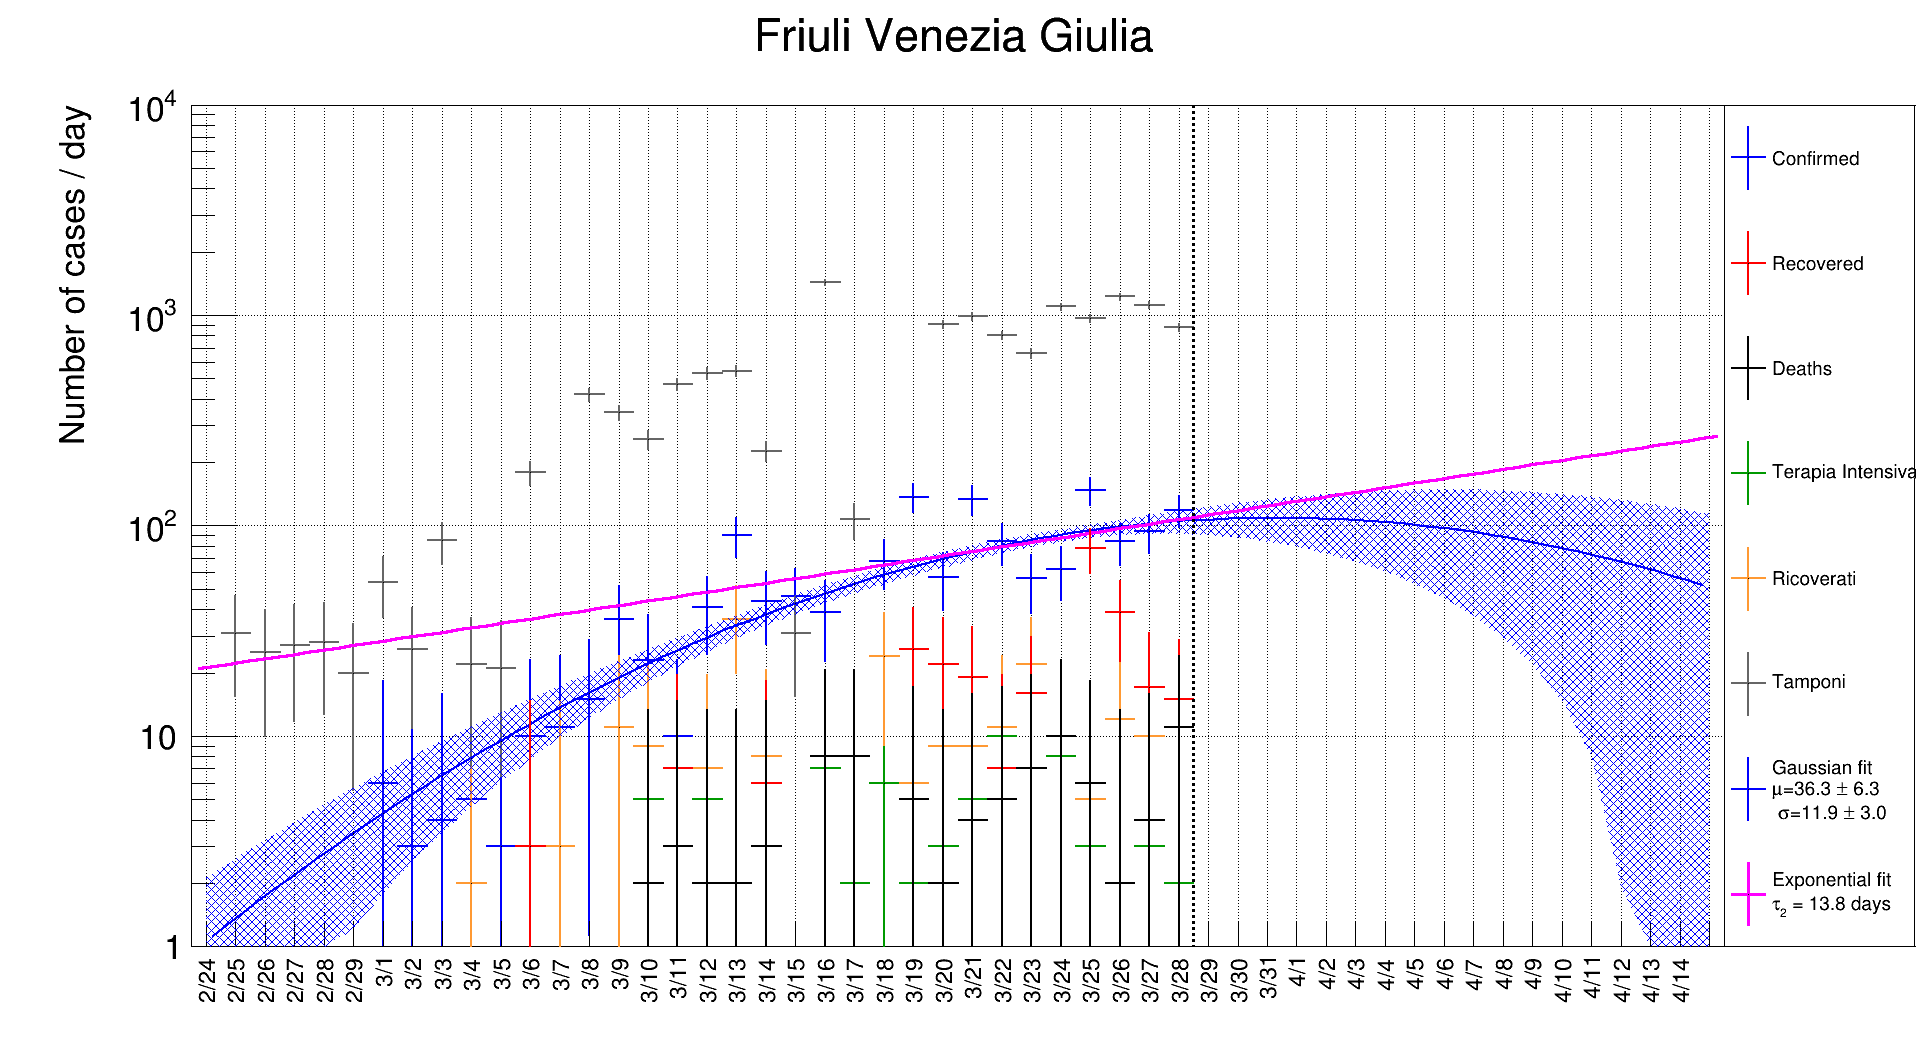 Friuli Venezia Giulia
Number of cases / day
10^4
10^3
10^2
10
1
2/24 2/25 2/26 2/27 2/28 2/29 3/1 3/2 3/3 3/4 3/5 3/6 3/7 3/8 3/9 3/10 3/11 3/12 3/13 3/14 3/15 3/16 3/17 3/18 3/19 3/20 3/21 3/22 3/23 3/24 3/25 3/26 3/27 3/28 3/29 3/30 3/31 4/1 4/2 4/3 4/4 4/5 4/6 4/7 4/8 4/9 4/10 4/11 4/12 4/13 4/14
Confirmed
Recovered
Deaths
Terapia Intensiva
Ricoverati
Tamponi
Gaussian fit
μ=36.3 ± 6.3
σ=11.9 ± 3.0
Exponential fit
τ₂ = 13.8 days